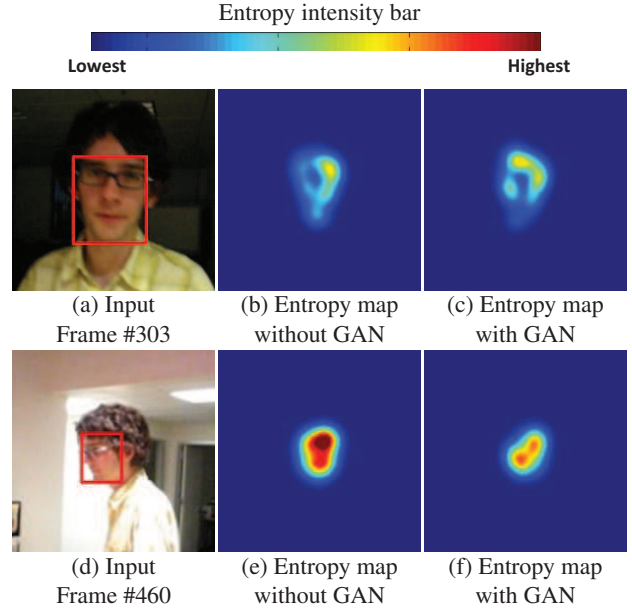 Entropy intensity bar
Lowest Highest
(a) Input (b) Entropy map (c) Entropy map
Frame #303 without GAN with GAN
(d) Input (e) Entropy map (f) Entropy map
Frame #460 without GAN with GAN